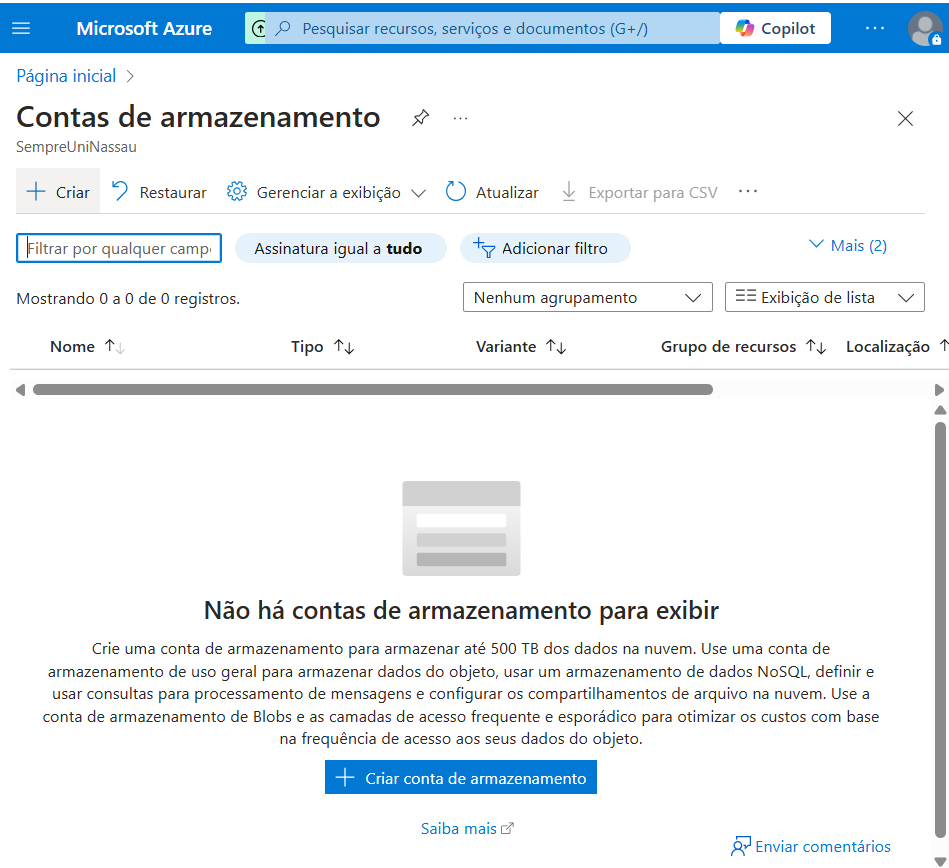 Microsoft Azure
Pesquisar recursos, serviços e documentos (G+/)
Copilot
Página inicial
Contas de armazenamento
SempreUniNassau
Criar
Restaurar
Gerenciar a exibição
Atualizar
Exportar para CSV
Filtrar por qualquer campo
Assinatura igual a tudo
Adicionar filtro
Mais (2)
Mostrando 0 a 0 de 0 registros.
Nenhum agrupamento
Exibição de lista
Nome
Tipo
Variante
Grupo de recursos
Localização
Não há contas de armazenamento para exibir
Crie uma conta de armazenamento para armazenar até 500 TB dos dados na nuvem. Use uma conta de
armazenamento de uso geral para armazenar dados do objeto, usar um armazenamento de dados NoSQL, definir e
usar consultas para processamento de mensagens e configurar os compartilhamentos de arquivo na nuvem. Use a
conta de armazenamento de Blobs e as camadas de acesso frequente e esporádico para otimizar os custos com base
na frequência de acesso aos seus dados do objeto.
Criar conta de armazenamento
Saiba mais
Enviar comentários